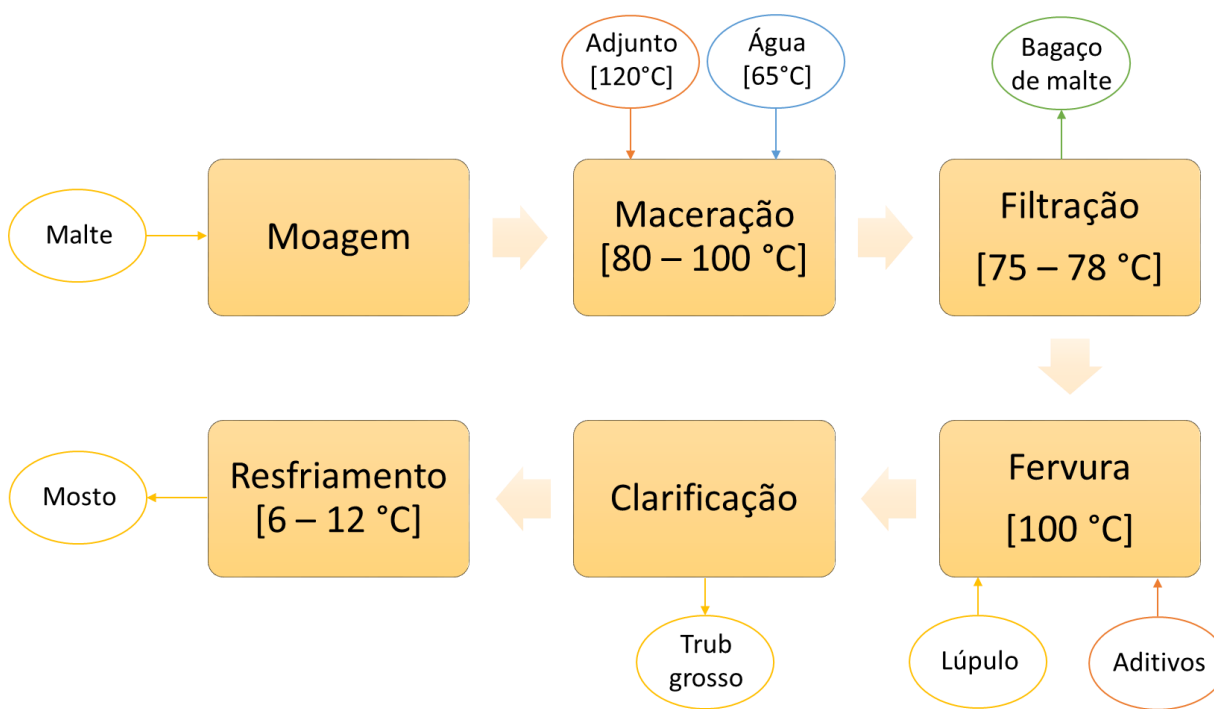 Adjunto
[120°C]
Água
[65°C]
Bagaço
de malte
Malte
Moagem
Maceração
[80 – 100 °C]
Filtração
[75 – 78 °C]
Mosto
Resfriamento
[6 – 12 °C]
Clarificação
Fervura
[100 °C]
Trub
grosso
Lúpulo
Aditivos